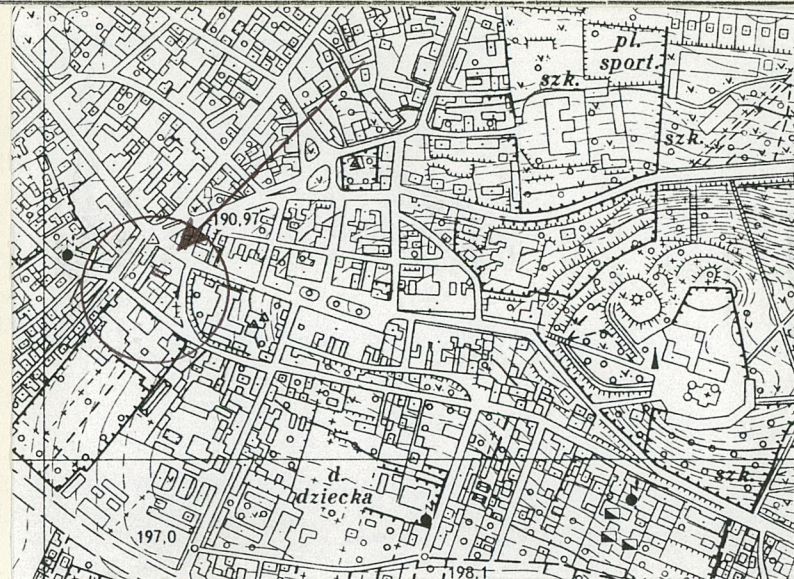 pl.
sport.
szk.
szk.
190,97
d.
dziecka
szk.
197,0
198,1